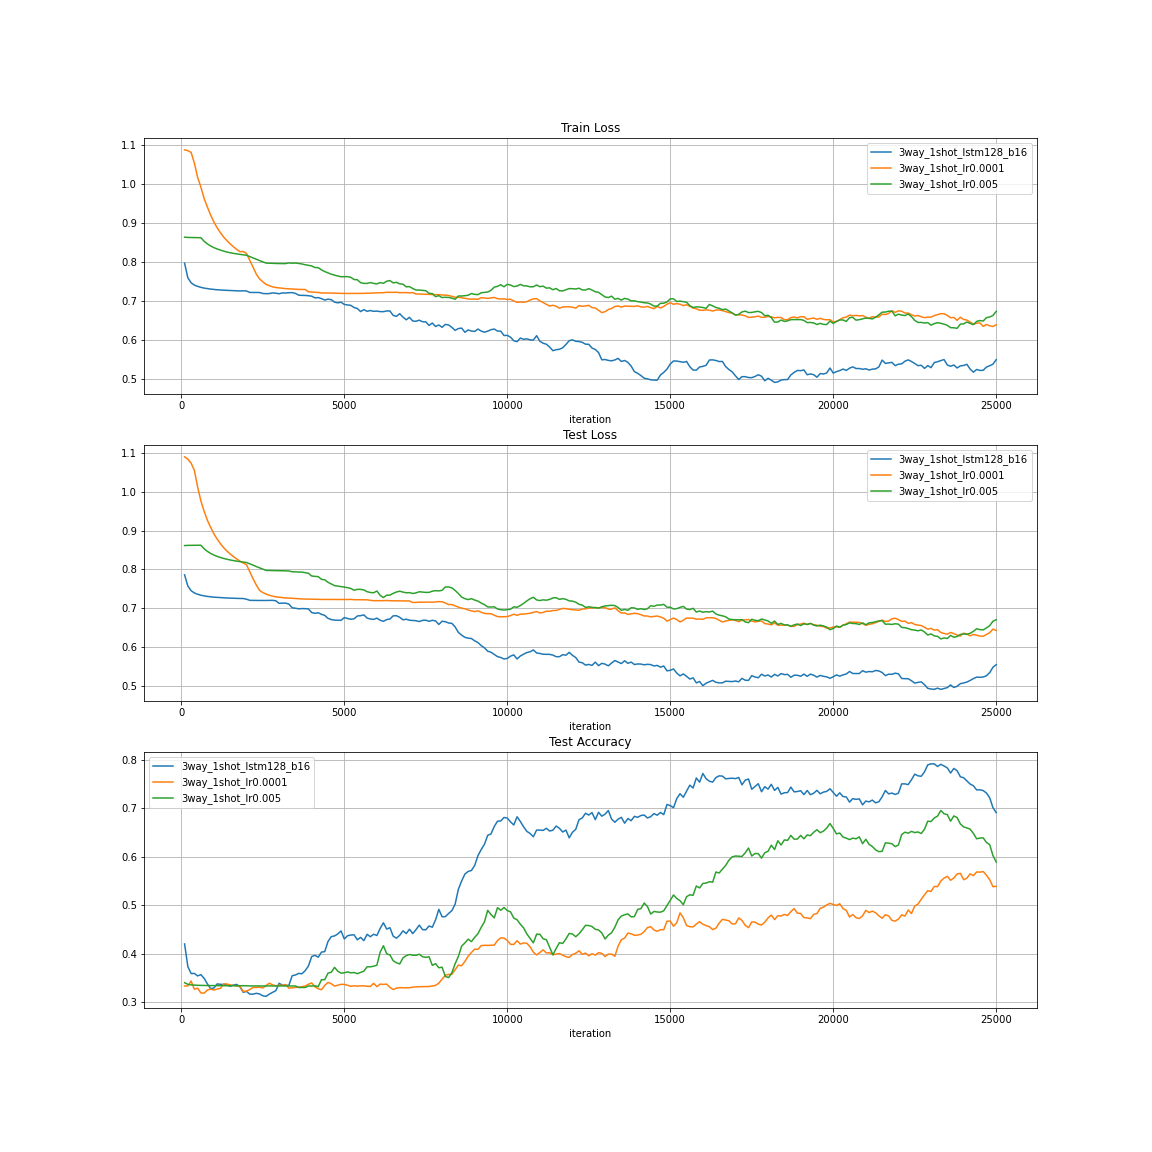 Train Loss
1.1
1.0
0.9
0.8
0.7
0.6
0.5
3way_1shot_lstm128_b16
3way_1shot_lr0.0001
3way_1shot_lr0.005
0 5000 10000 15000 20000 25000
iteration
Test Loss
1.1
1.0
0.9
0.8
0.7
0.6
0.5
3way_1shot_lstm128_b16
3way_1shot_lr0.0001
3way_1shot_lr0.005
0 5000 10000 15000 20000 25000
iteration
Test Accuracy
0.8
0.7
0.6
0.5
0.4
0.3
3way_1shot_lstm128_b16
3way_1shot_lr0.0001
3way_1shot_lr0.005
0 5000 10000 15000 20000 25000
iteration